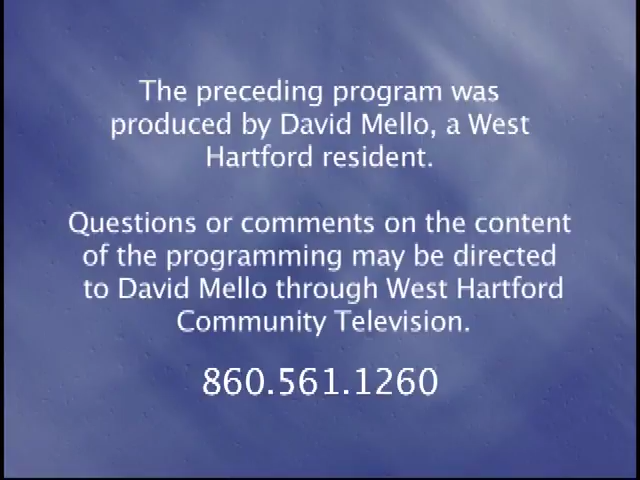 The preceding program was
produced by David Mello, a West
Hartford resident.
Questions or comments on the content
of the programming may be directed
to David Mello through West Hartford
Community Television.
860.561.1260